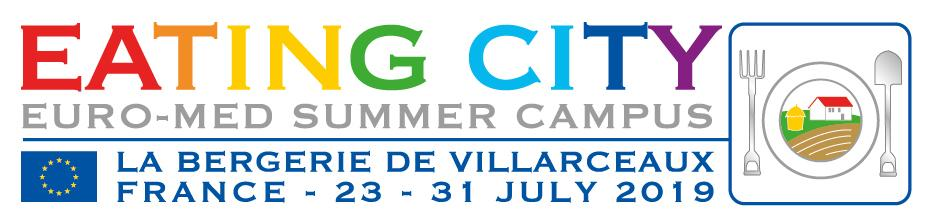 EATING CITY
EURO-MED SUMMER CAMPUS
LA BERGERIE DE VILLARCEAUX
FRANCE - 23 - 31 JULY 2019